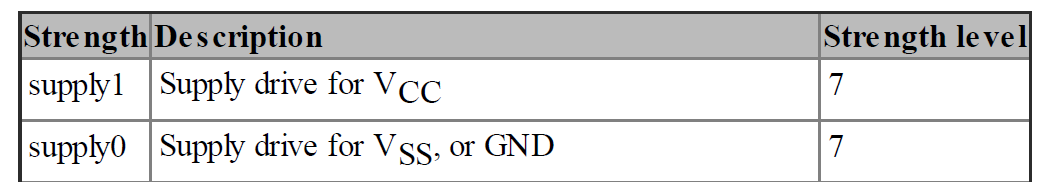 Strength Description Strength level
supply1 Supply drive for VCC 7
supply0 Supply drive for VSS, or GND 7